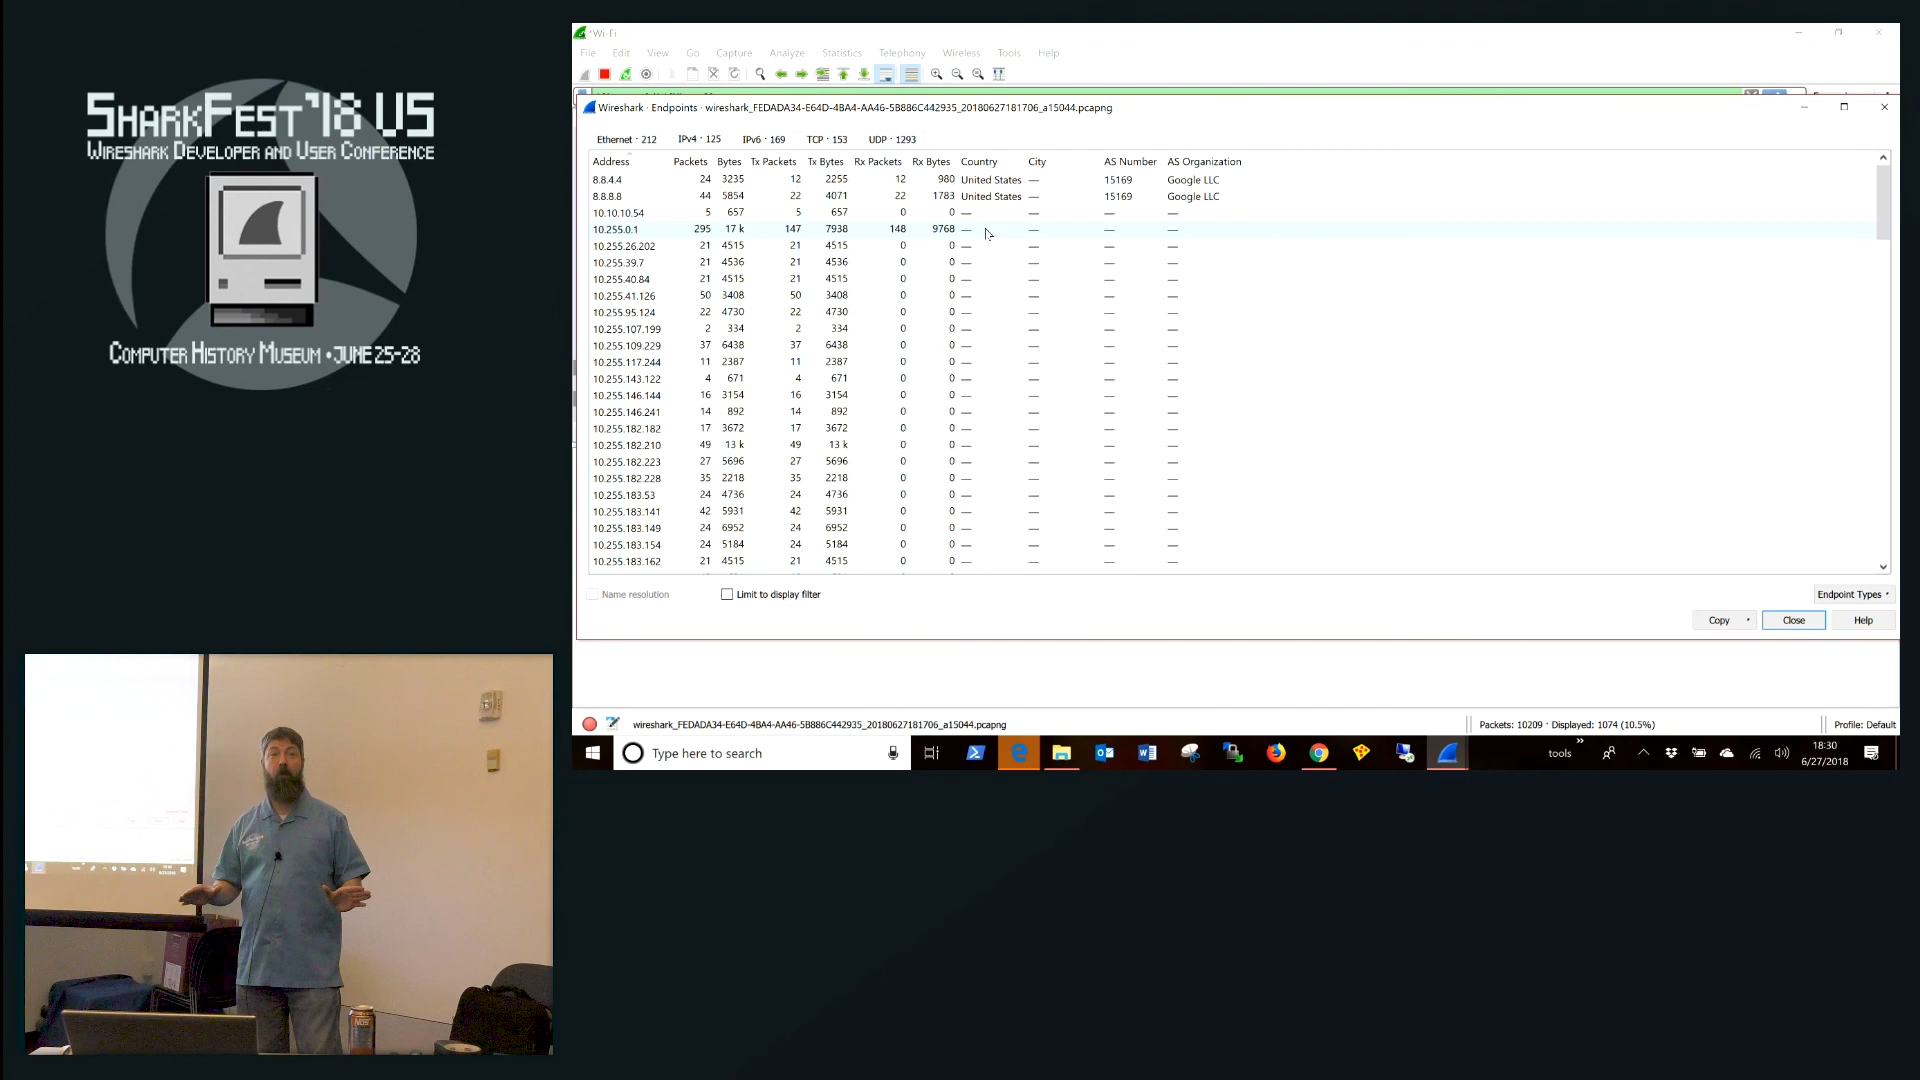 SharkFest '18 US
Wireshark Developer and User Conference
Computer History Museum • June 25-28
*Wi-Fi
File Edit View Go Capture Analyze Statistics Telephony Wireless Tools Help
Wireshark · Endpoints · wireshark_FEDADA34-E64D-4BA4-AA46-5B886C442935_20180627181706_a15044.pcapng
Ethernet · 212 IPv4 · 125 IPv6 · 169 TCP · 153 UDP · 1293
Address Packets Bytes Tx Packets Tx Bytes Rx Packets Rx Bytes Country City AS Number AS Organization
8.8.4.4 24 3235 12 2255 12 980 United States — 15169 Google LLC
8.8.8.8 44 5854 22 4071 22 1783 United States — 15169 Google LLC
10.10.10.54 5 657 5 657 0 0 — — — —
10.255.0.1 295 17 k 147 7938 148 9768 — — — —
10.255.26.202 21 4515 21 4515 0 0 — — — —
10.255.39.7 21 4536 21 4536 0 0 — — — —
10.255.40.84 21 4515 21 4515 0 0 — — — —
10.255.41.126 50 3408 50 3408 0 0 — — — —
10.255.95.124 22 4730 22 4730 0 0 — — — —
10.255.107.199 2 334 2 334 0 0 — — — —
10.255.109.229 37 6438 37 6438 0 0 — — — —
10.255.117.244 11 2387 11 2387 0 0 — — — —
10.255.143.122 4 671 4 671 0 0 — — — —
10.255.146.144 16 3154 16 3154 0 0 — — — —
10.255.146.241 14 892 14 892 0 0 — — — —
10.255.182.182 17 3672 17 3672 0 0 — — — —
10.255.182.210 49 13 k 49 13 k 0 0 — — — —
10.255.182.223 27 5696 27 5696 0 0 — — — —
10.255.182.228 35 2218 35 2218 0 0 — — — —
10.255.183.53 24 4736 24 4736 0 0 — — — —
10.255.183.141 42 5931 42 5931 0 0 — — — —
10.255.183.149 24 6952 24 6952 0 0 — — — —
10.255.183.154 24 5184 24 5184 0 0 — — — —
10.255.183.162 21 4515 21 4515 0 0 — — — —
Name resolution Limit to display filter Endpoint Types
Copy Close Help
wireshark_FEDADA34-E64D-4BA4-AA46-5B886C442935_20180627181706_a15044.pcapng Packets: 10209 · Displayed: 1074 (10.5%) Profile: Default
Type here to search tools 18:30
6/27/2018
NOS